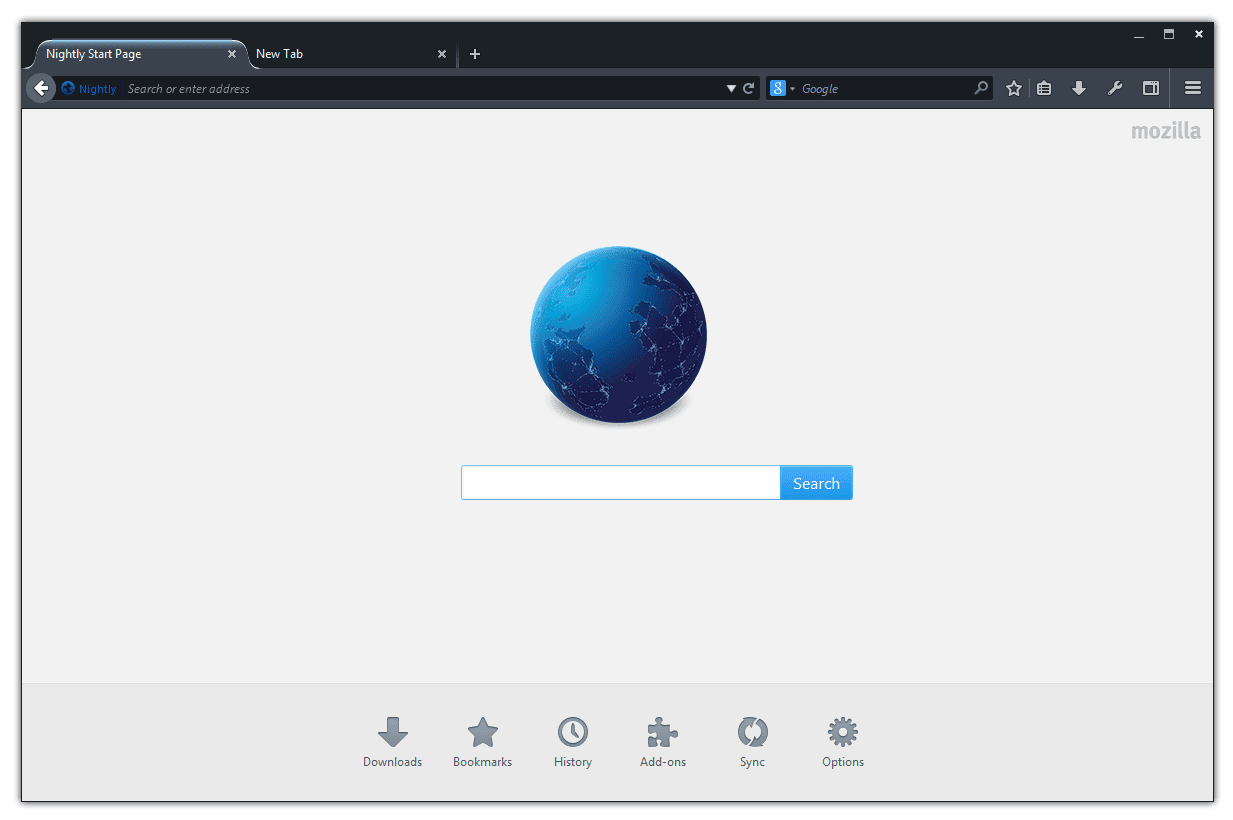 Nightly Start Page
New Tab
Nightly Search or enter address
8 Google
mozilla
Search
Downloads Bookmarks History Add-ons Sync Options